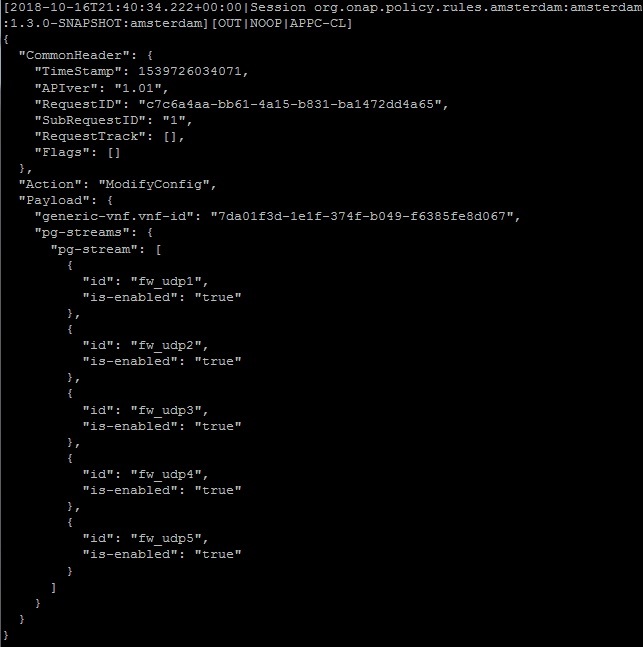 [2018-10-16T21:40:34.222+00:00|Session org.onap.policy.rules.amsterdam:amsterdam
:1.3.0-SNAPSHOT:amsterdam][OUT|NOOP|APPC-CL]
{
  "CommonHeader": {
    "TimeStamp": 1539726034071,
    "APIver": "1.01",
    "RequestID": "c7c6a4aa-bb61-4a15-b831-ba1472dd4a65",
    "SubRequestID": "1",
    "RequestTrack": [],
    "Flags": []
  },
  "Action": "ModifyConfig",
  "Payload": {
    "generic-vnf.vnf-id": "7da01f3d-1e1f-374f-b049-f6385fe8d067",
    "pg-streams": {
      "pg-stream": [
        {
          "id": "fw_udp1",
          "is-enabled": "true"
        },
        {
          "id": "fw_udp2",
          "is-enabled": "true"
        },
        {
          "id": "fw_udp3",
          "is-enabled": "true"
        },
        {
          "id": "fw_udp4",
          "is-enabled": "true"
        },
        {
          "id": "fw_udp5",
          "is-enabled": "true"
        }
      ]
    }
  }
}